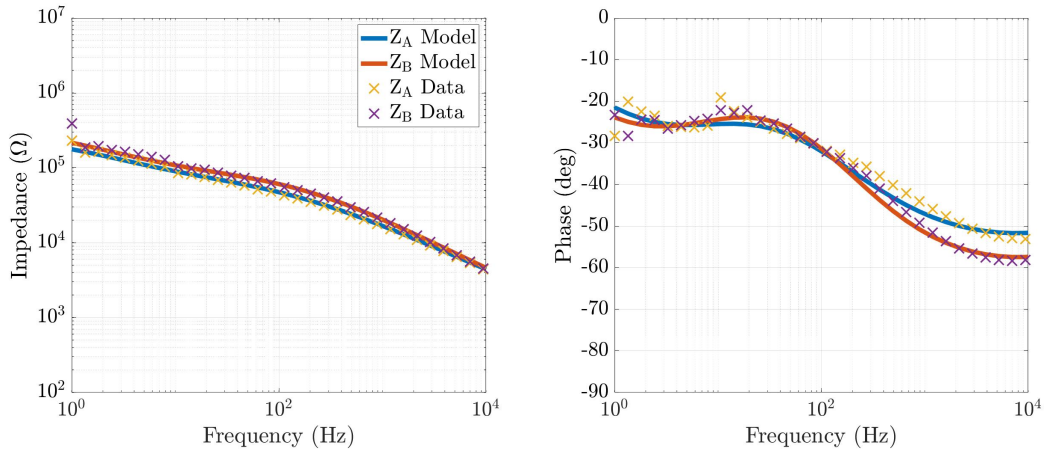 10^7
10^6
10^5
10^4
10^3
10^2
Impedance (Ω)
10^0
10^2
10^4
Frequency (Hz)
Z_A Model
Z_B Model
Z_A Data
Z_B Data
0
-10
-20
-30
-40
-50
-60
-70
-80
-90
Phase (deg)
10^0
10^2
10^4
Frequency (Hz)